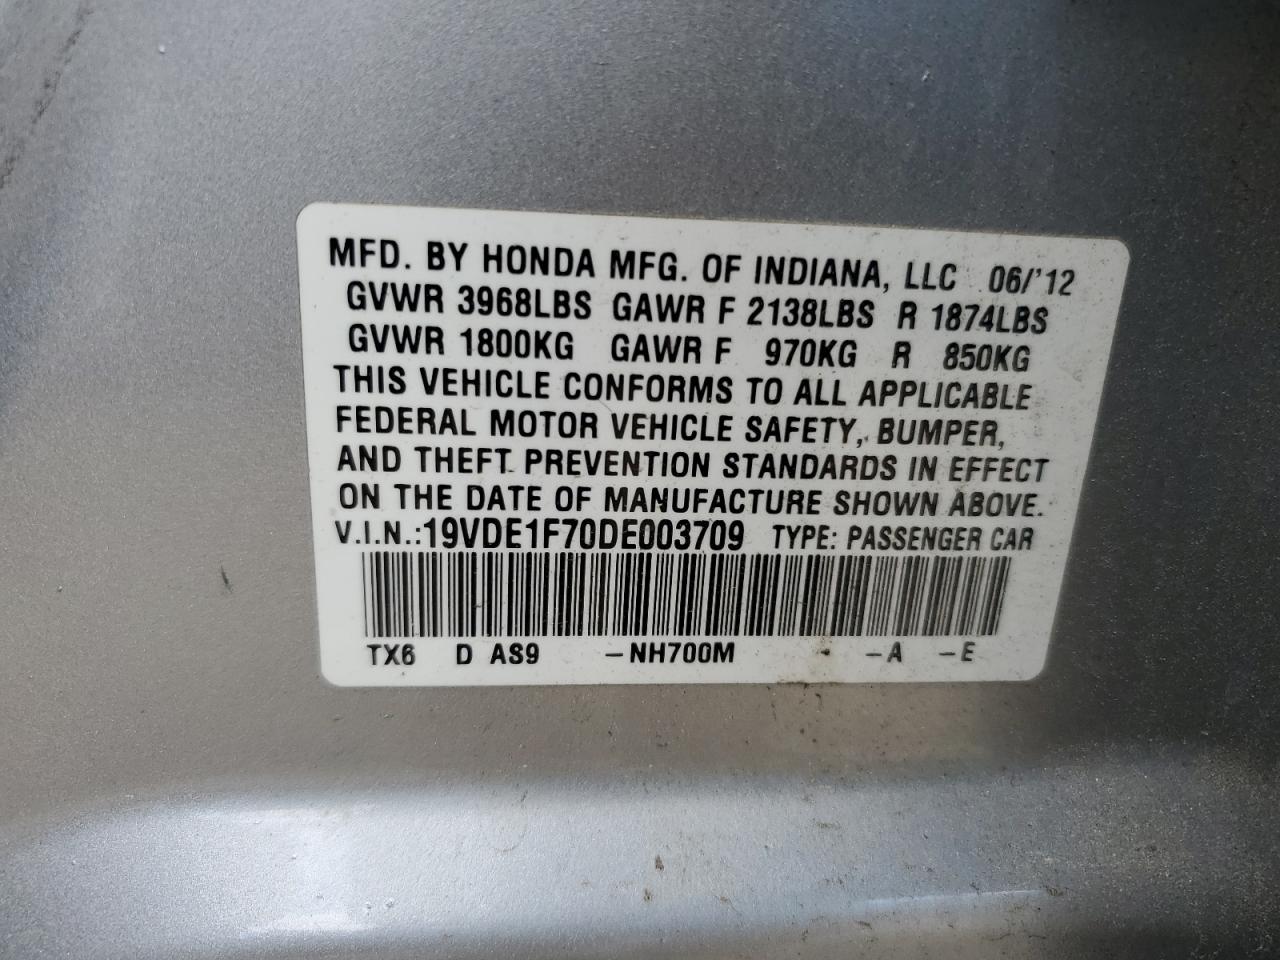 MFD. BY HONDA MFG. OF INDIANA, LLC 06/'12
GVWR 3968LBS GAWR F 2138LBS R 1874LBS
GVWR 1800KG GAWR F 970KG R 850KG
THIS VEHICLE CONFORMS TO ALL APPLICABLE
FEDERAL MOTOR VEHICLE SAFETY, BUMPER,
AND THEFT PREVENTION STANDARDS IN EFFECT
ON THE DATE OF MANUFACTURE SHOWN ABOVE.
V.I.N.:19VDE1F70DE003709 TYPE: PASSENGER CAR
TX6 D AS9 -NH700M -A -E